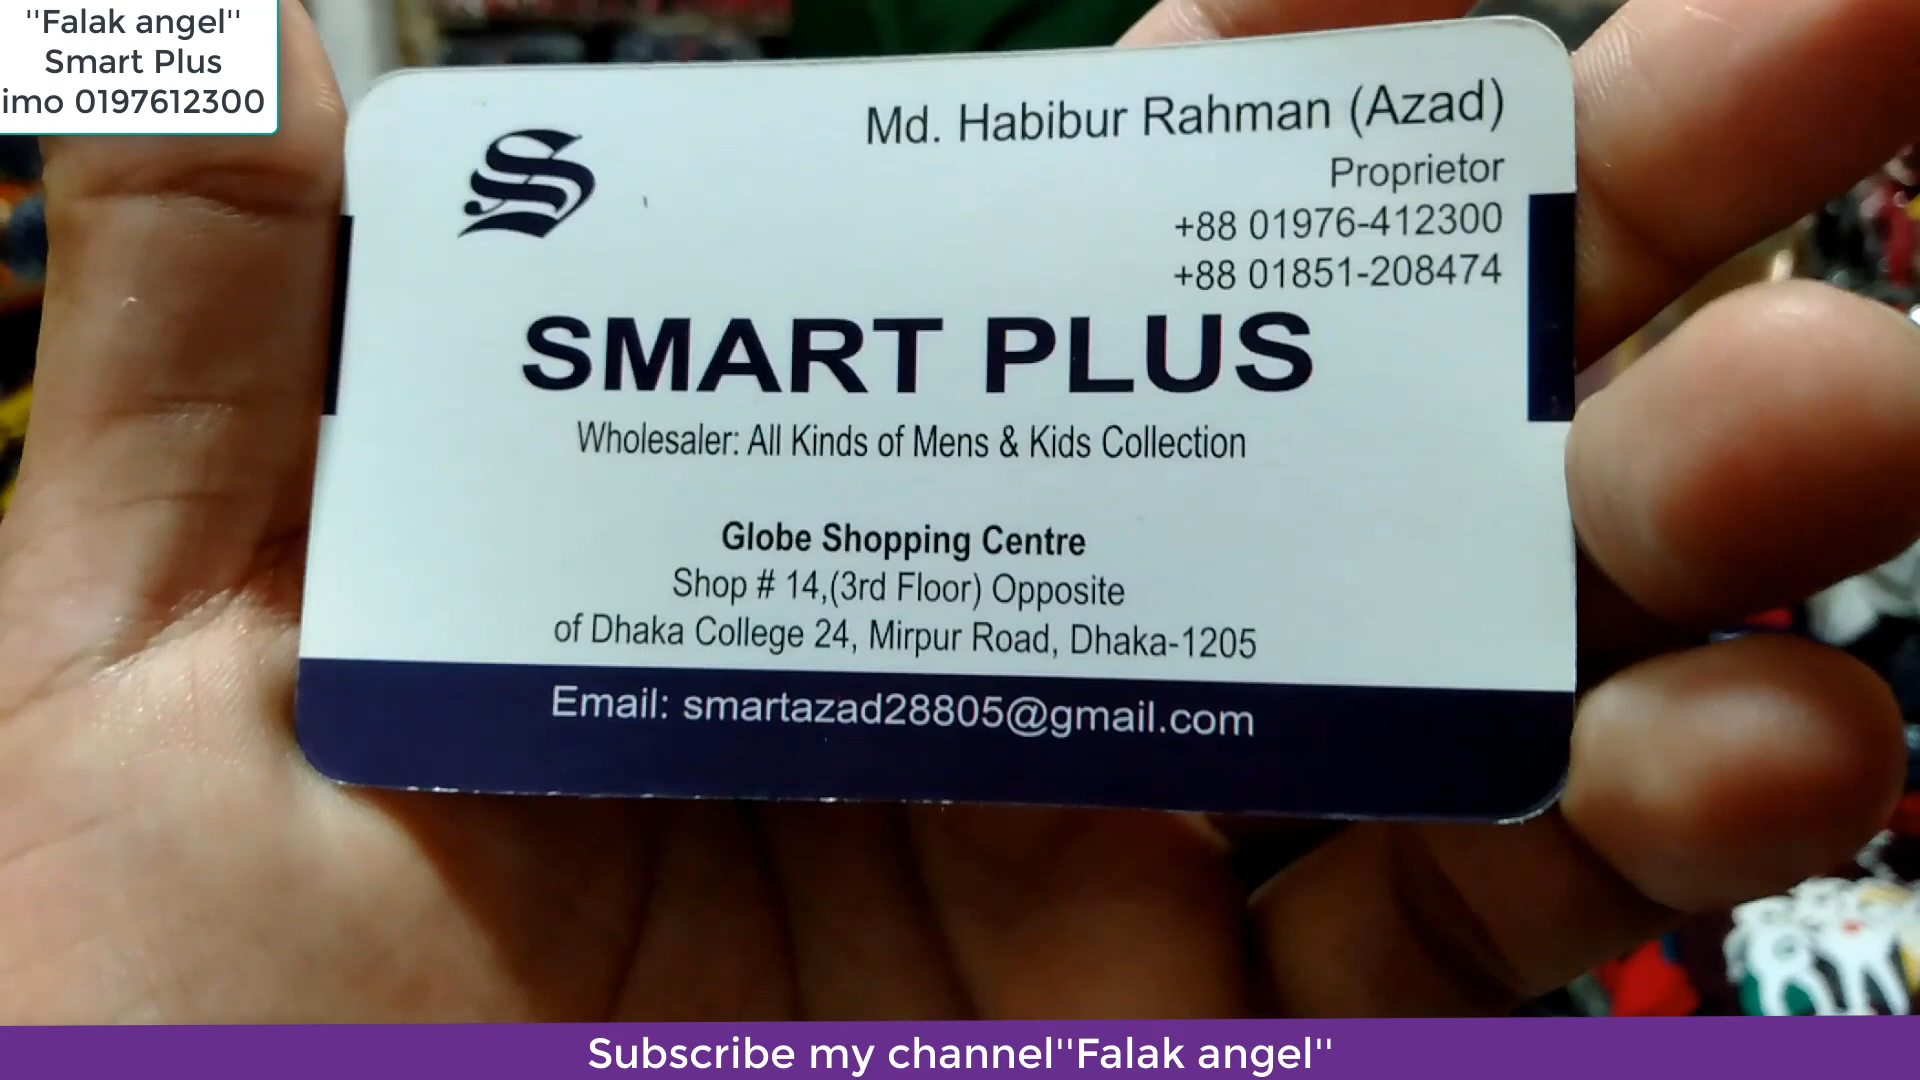 "Falak angel"
Smart Plus
imo 0197612300
S
Md. Habibur Rahman (Azad)
Proprietor
+88 01976-412300
+88 01851-208474
SMART PLUS
Wholesaler: All Kinds of Mens & Kids Collection
Globe Shopping Centre
Shop # 14,(3rd Floor) Opposite
of Dhaka College 24, Mirpur Road, Dhaka-1205
Email: smartazad28805@gmail.com
Subscribe my channel"Falak angel"